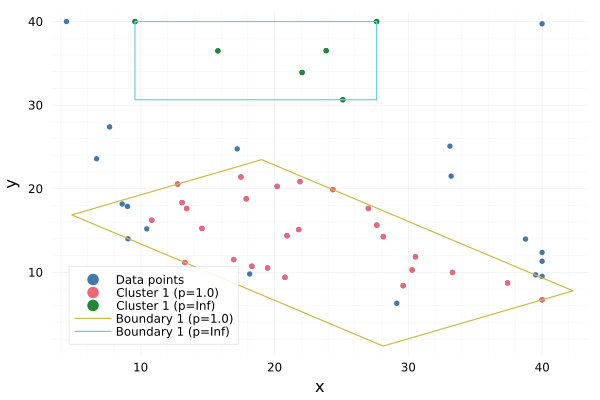 40
30
20
10
y
Data points
Cluster 1 (p=1.0)
Cluster 1 (p=Inf)
Boundary 1 (p=1.0)
Boundary 1 (p=Inf)
10 20 30 40
x